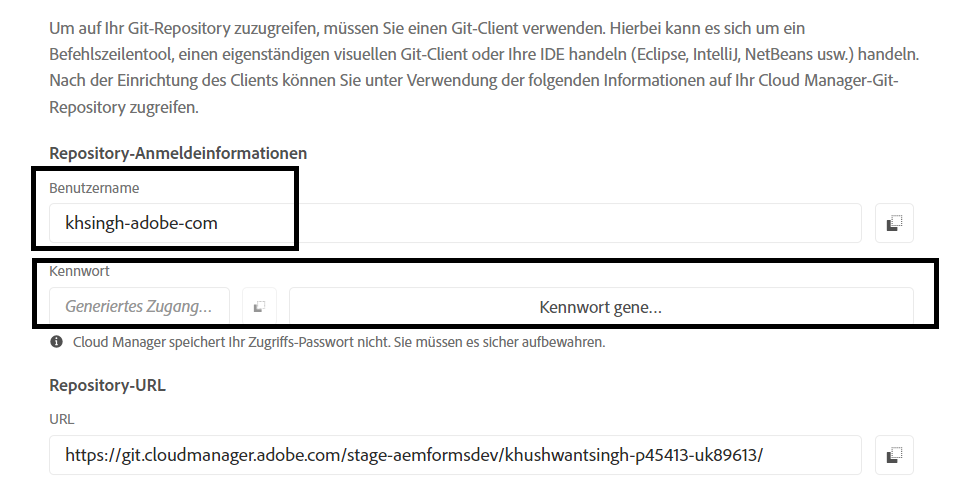 Um auf Ihr Git-Repository zuzugreifen, müssen Sie einen Git-Client verwenden. Hierbei kann es sich um ein
Befehlszeilentool, einen eigenständigen visuellen Git-Client oder Ihre IDE handeln (Eclipse, IntelliJ, NetBeans usw.) handeln.
Nach der Einrichtung des Clients können Sie unter Verwendung der folgenden Informationen auf Ihr Cloud Manager-Git-
Repository zugreifen.
Repository-Anmeldeinformationen
Benutzername
khsingh-adobe-com
Kennwort
Generiertes Zugang...
Kennwort gene...
Cloud Manager speichert Ihr Zugriffs-Passwort nicht. Sie müssen es sicher aufbewahren.
Repository-URL
URL
https://git.cloudmanager.adobe.com/stage-aemformsdev/khushwantsingh-p45413-uk89613/